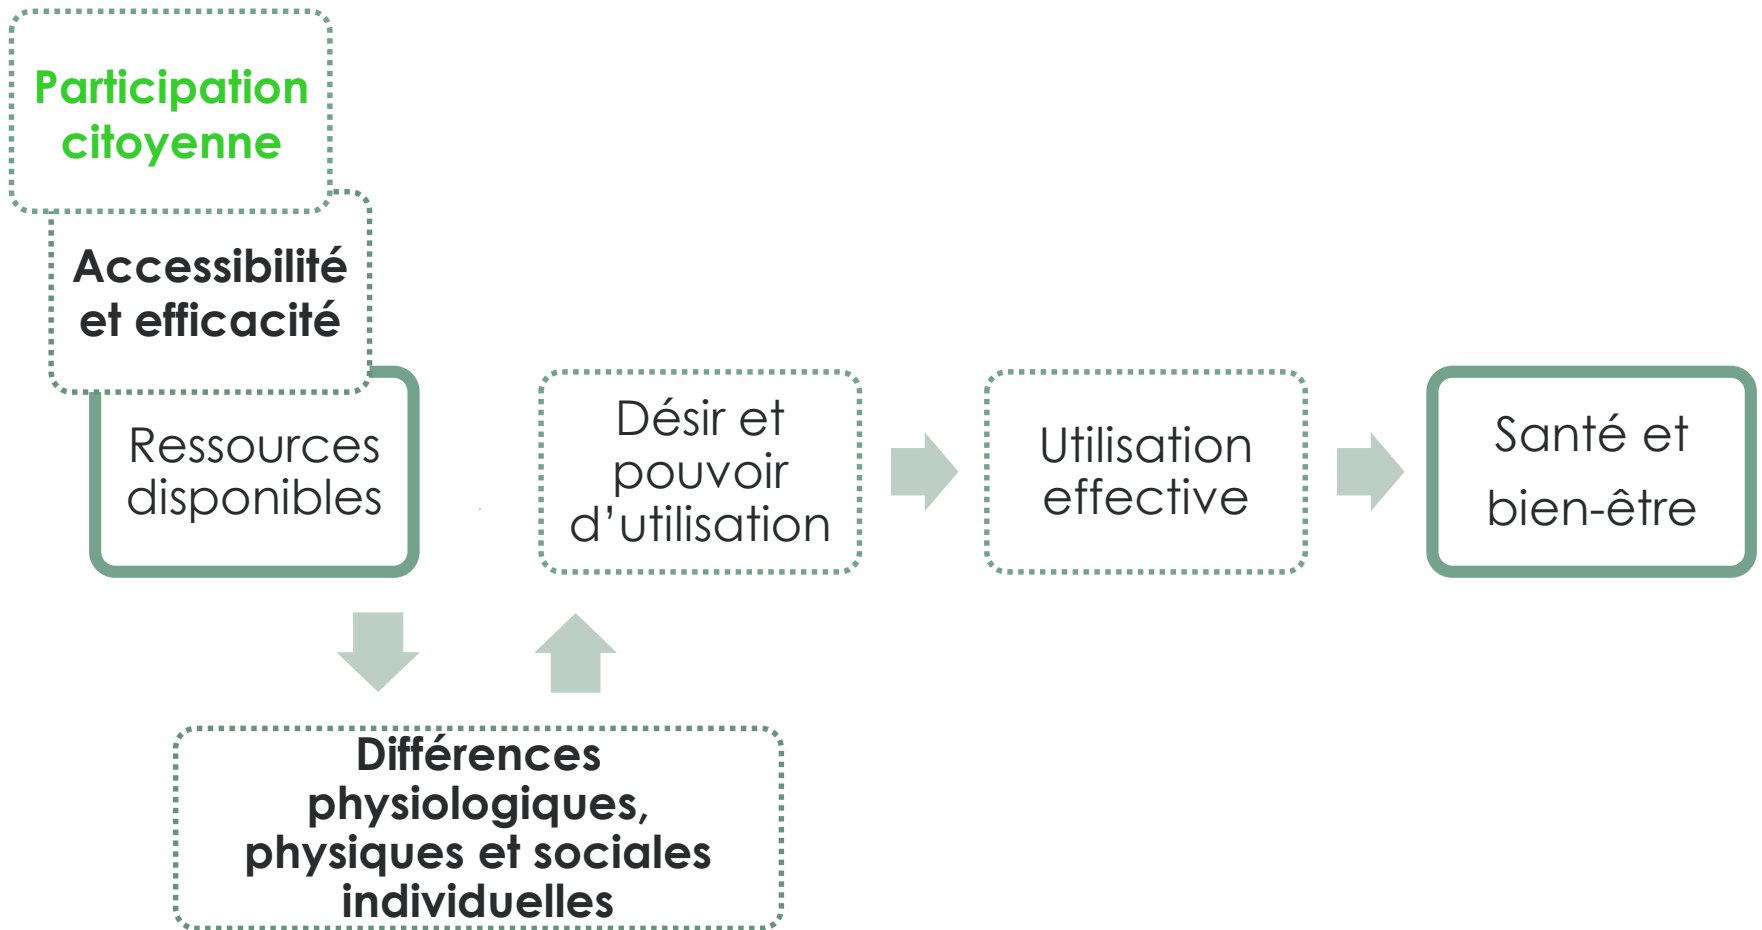 Participation
citoyenne
Accessibilité
et efficacité
Ressources
disponibles
Désir et
pouvoir
d’utilisation
Utilisation
effective
Santé et
bien-être
Différences
physiologiques,
physiques et sociales
individuelles